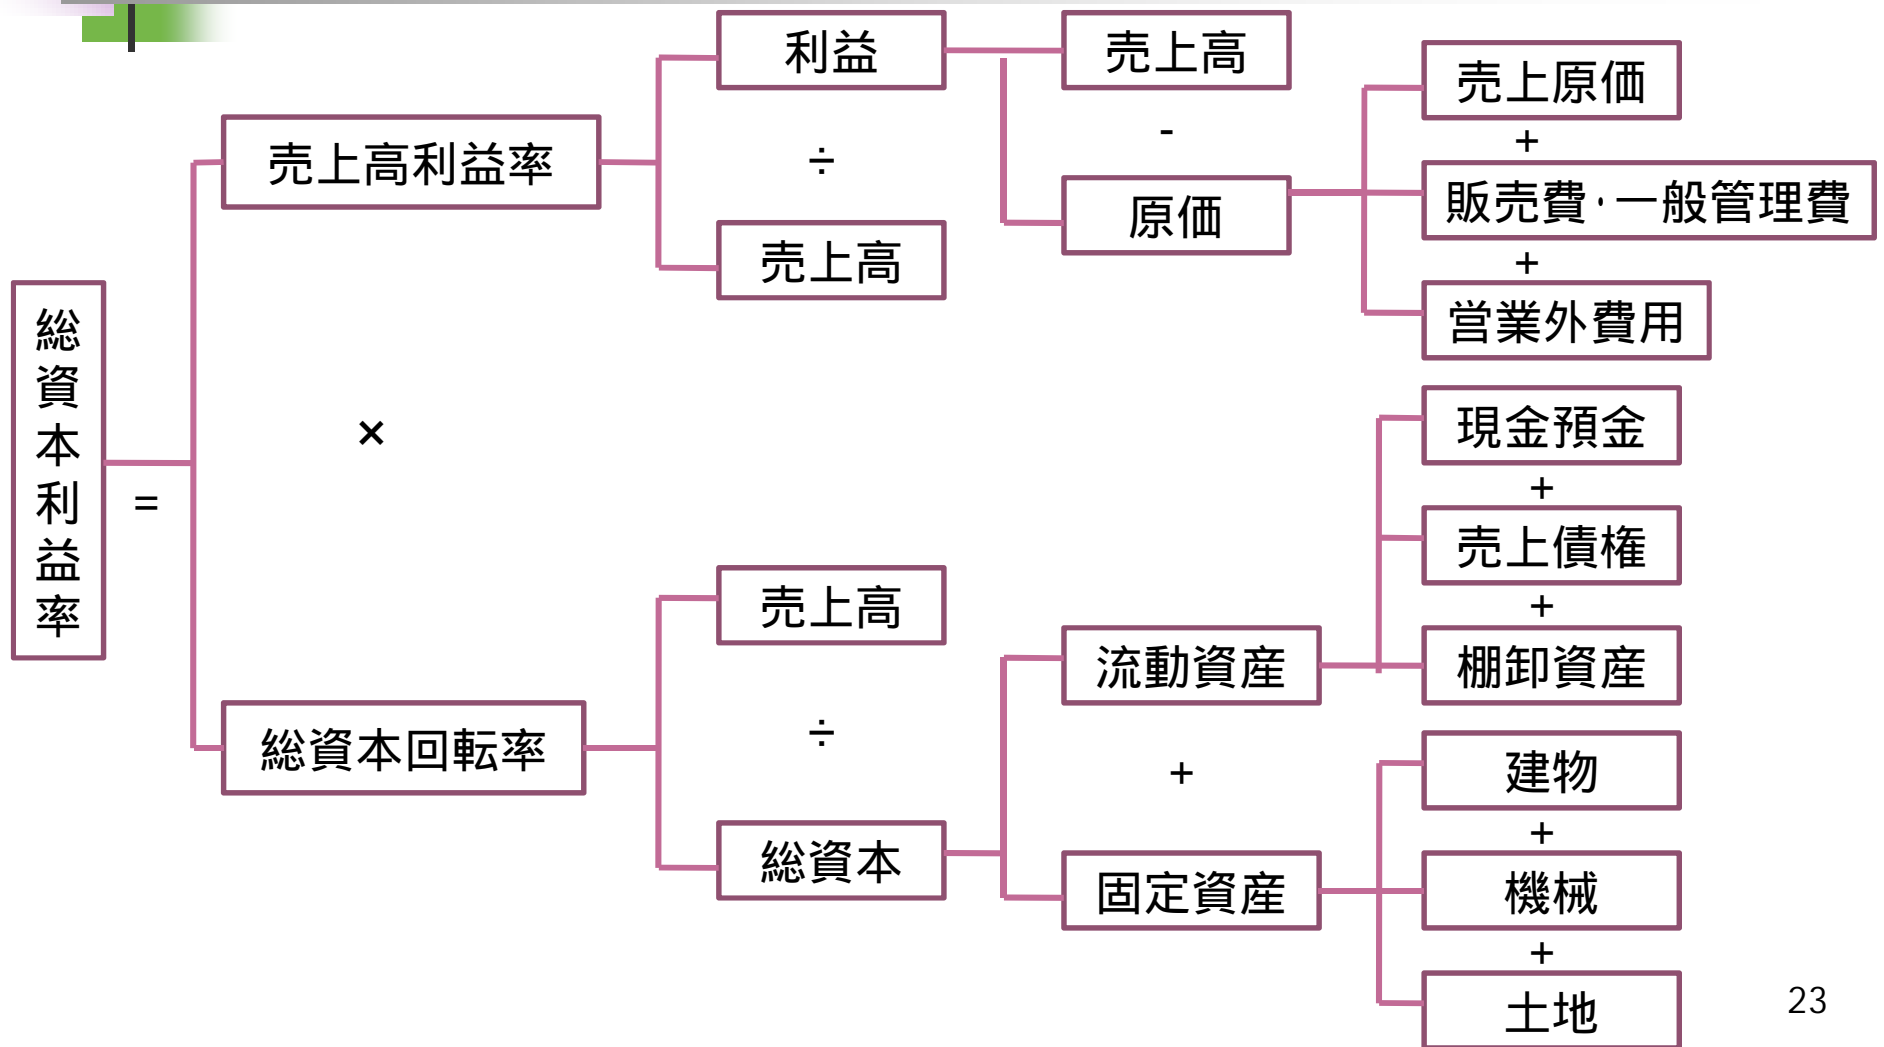 利益
売上高
売上原価
+
-
売上高利益率
÷
原価
販売費・一般管理費
+
売上高
営業外費用
総資本利益率
=
×
現金預金
+
売上債権
+
売上高
流動資産
棚卸資産
総資本回転率
÷
+
建物
+
総資本
固定資産
機械
+
土地
23